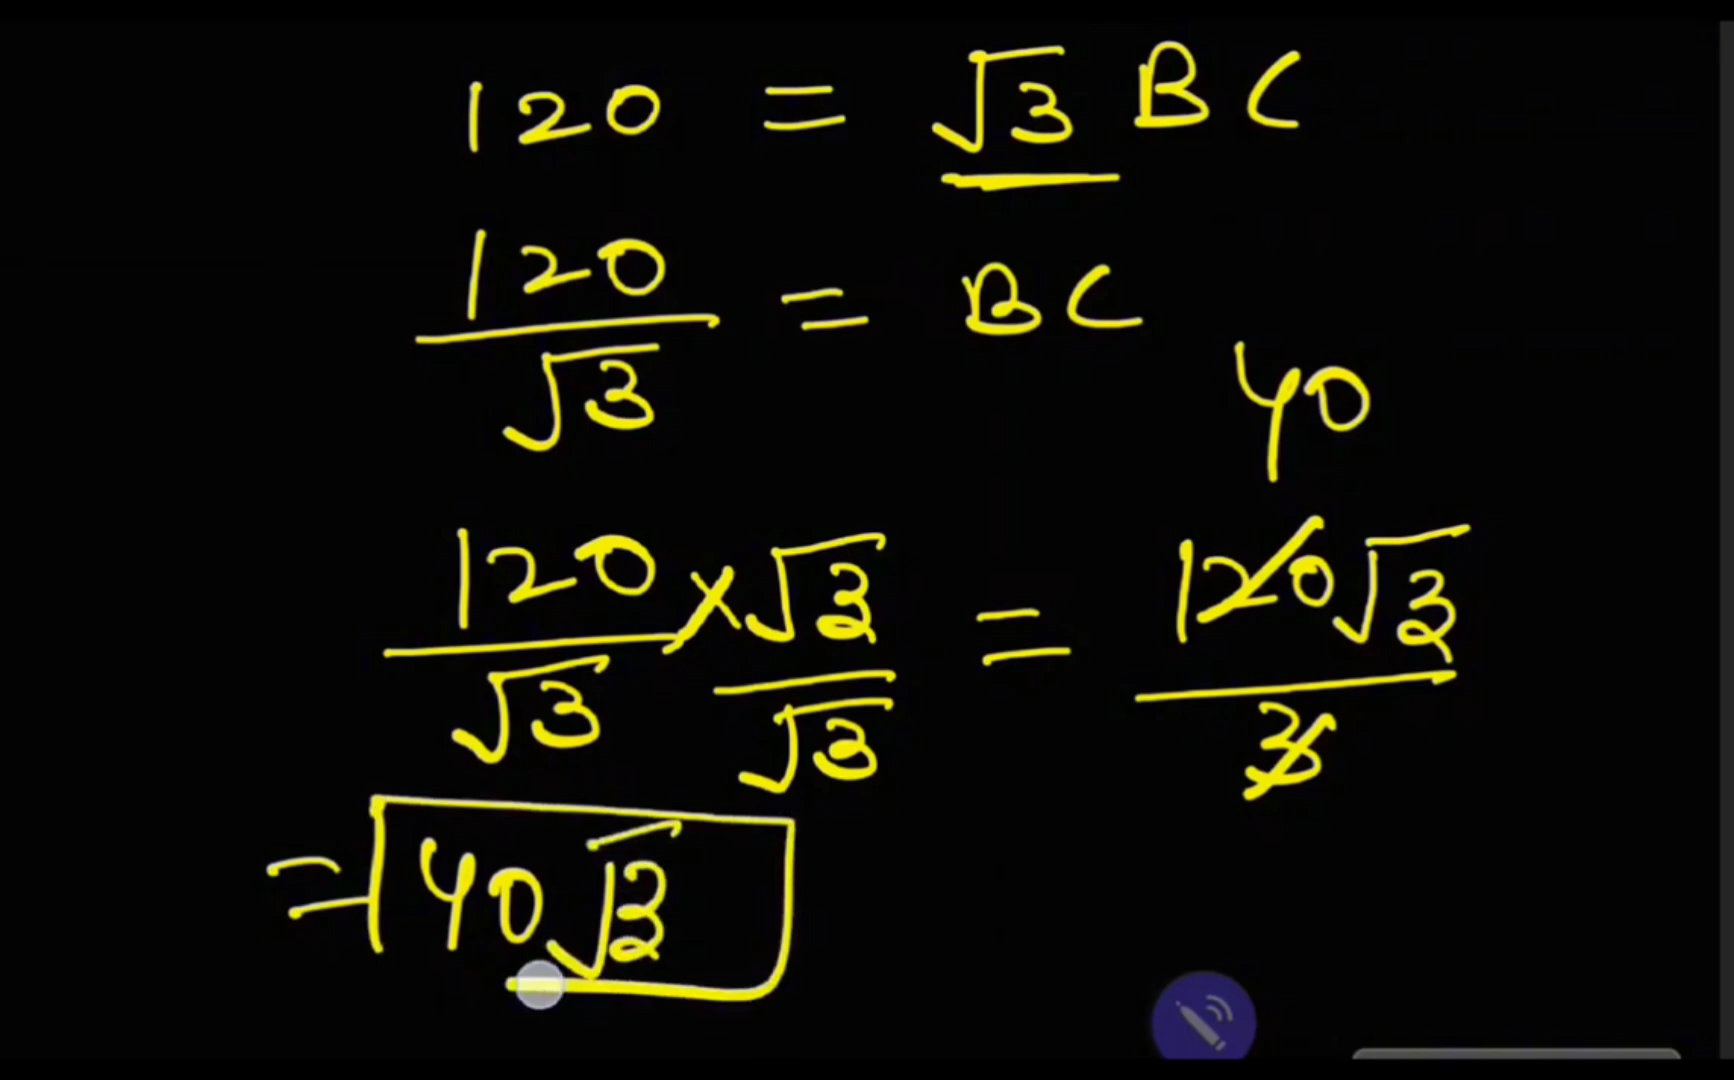 120 = √3 BC
120/√3 = BC
40
120/√3 × √3/√3 = 120√3/3
= 40√3